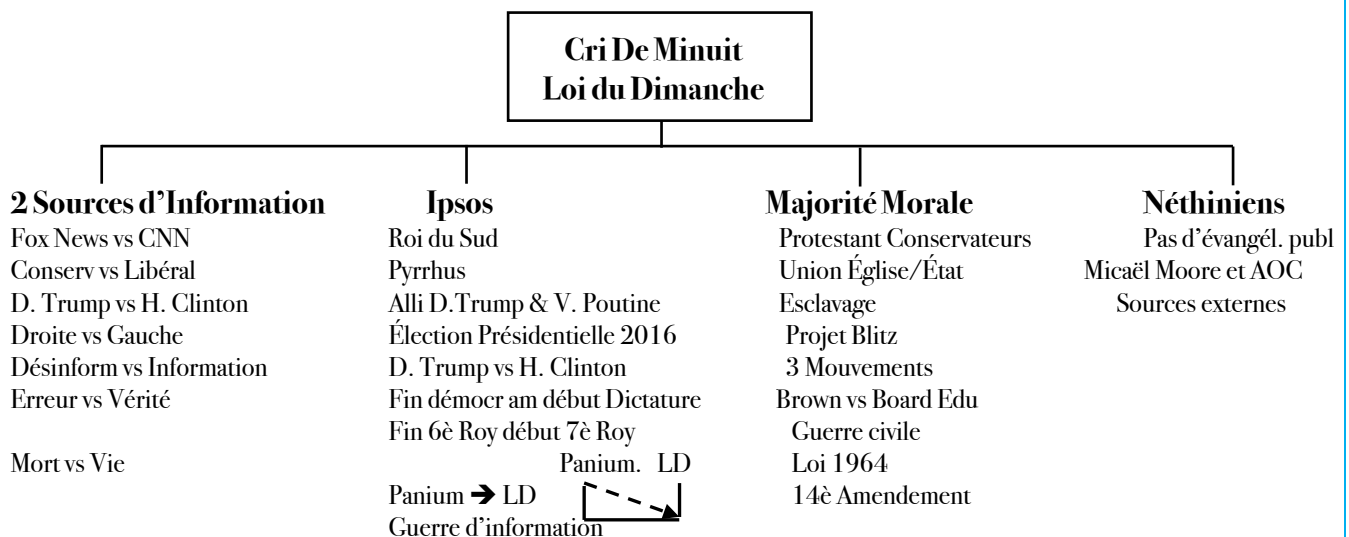 Cri De Minuit
Loi du Dimanche
2 Sources d'Information
Fox News vs CNN
Conserv vs Libéral
D. Trump vs H. Clinton
Droite vs Gauche
Désinform vs Information
Erreur vs Vérité
Mort vs Vie
Ipsos
Roi du Sud
Pyrrhus
Alli D.Trump & V. Poutine
Élection Présidentielle 2016
D. Trump vs H. Clinton
Fin démocr am début Dictature
Fin 6è Roy début 7è Roy
Panium. LD
Panium ➔ LD
Guerre d'information
Majorité Morale
Protestant Conservateurs
Union Église/État
Esclavage
Projet Blitz
3 Mouvements
Brown vs Board Edu
Guerre civile
Loi 1964
14è Amendement
Néthiniens
Pas d'évangél. publ
Micaël Moore et AOC
Sources externes